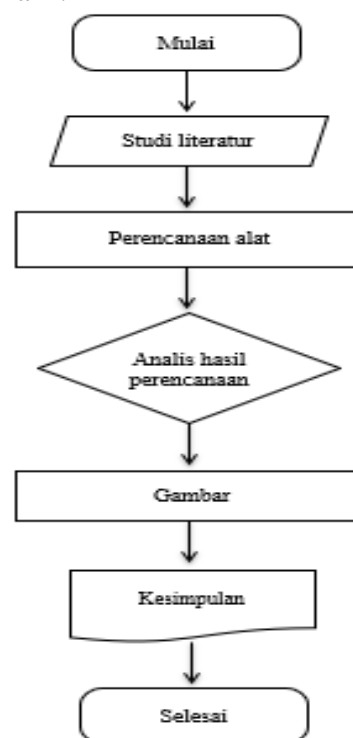 Mulai
Studi literatur
Perencanaan alat
Analis hasil
perencanaan
Gambar
Kesimpulan
Selesai